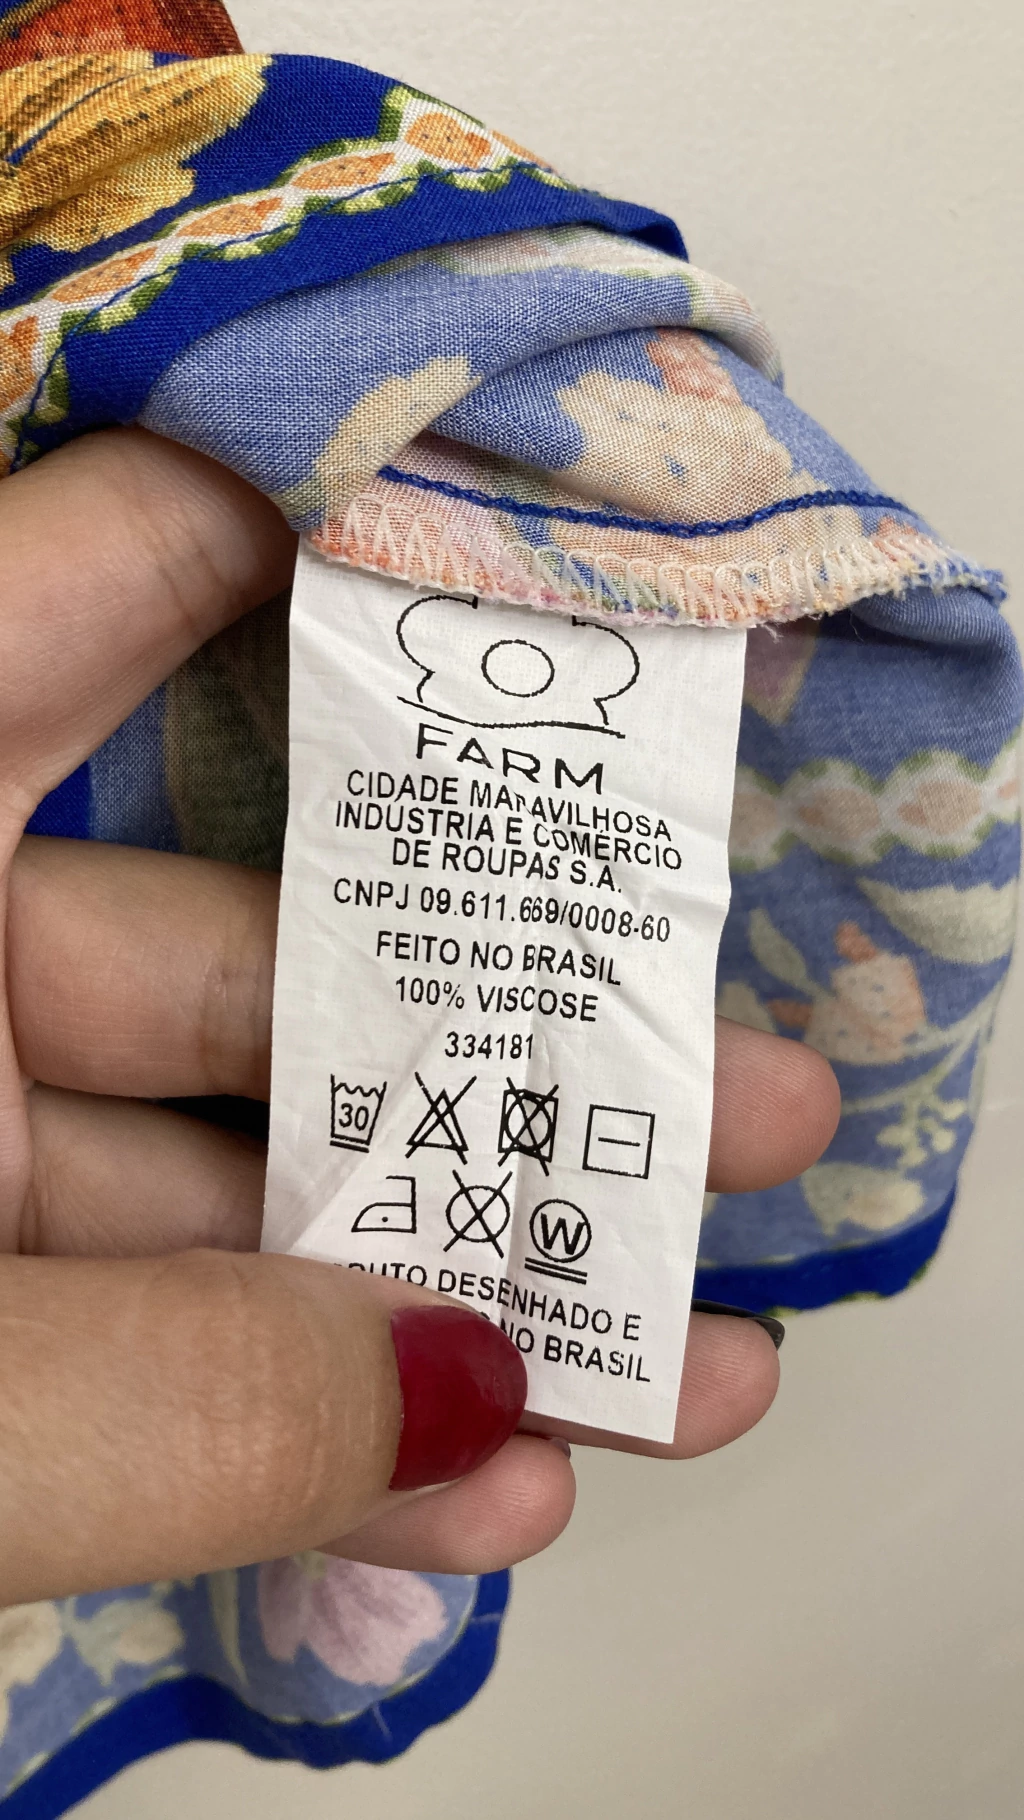 FARM
CIDADE MARAVILHOSA
INDUSTRIA E COMÉRCIO
DE ROUPAS S.A.
CNPJ 09.611.669/0008-60
FEITO NO BRASIL
100% VISCOSE
334181
30
W
DESENHADO E
NO BRASIL